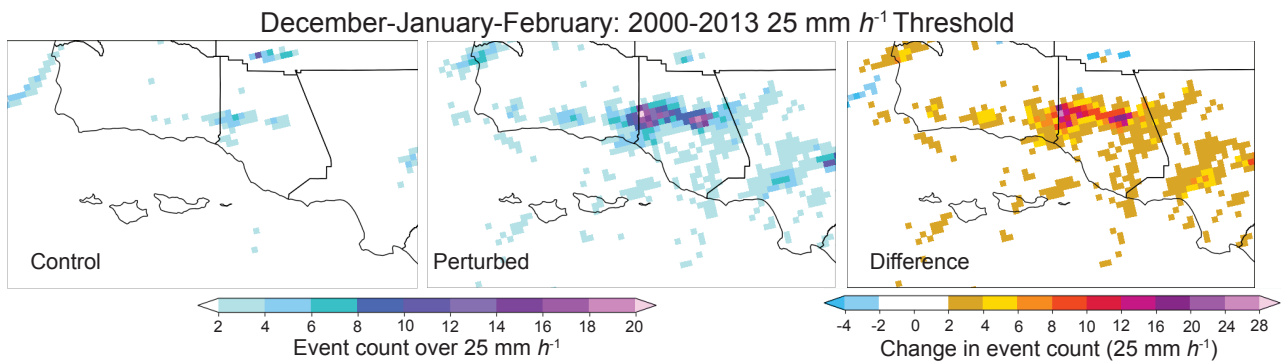 December-January-February: 2000-2013 25 mm h⁻¹ Threshold
Control
Perturbed
Difference
2 4 6 8 10 12 14 16 18 20
Event count over 25 mm h⁻¹
-4 -2 0 2 4 6 8 10 12 16 20 24 28
Change in event count (25 mm h⁻¹)